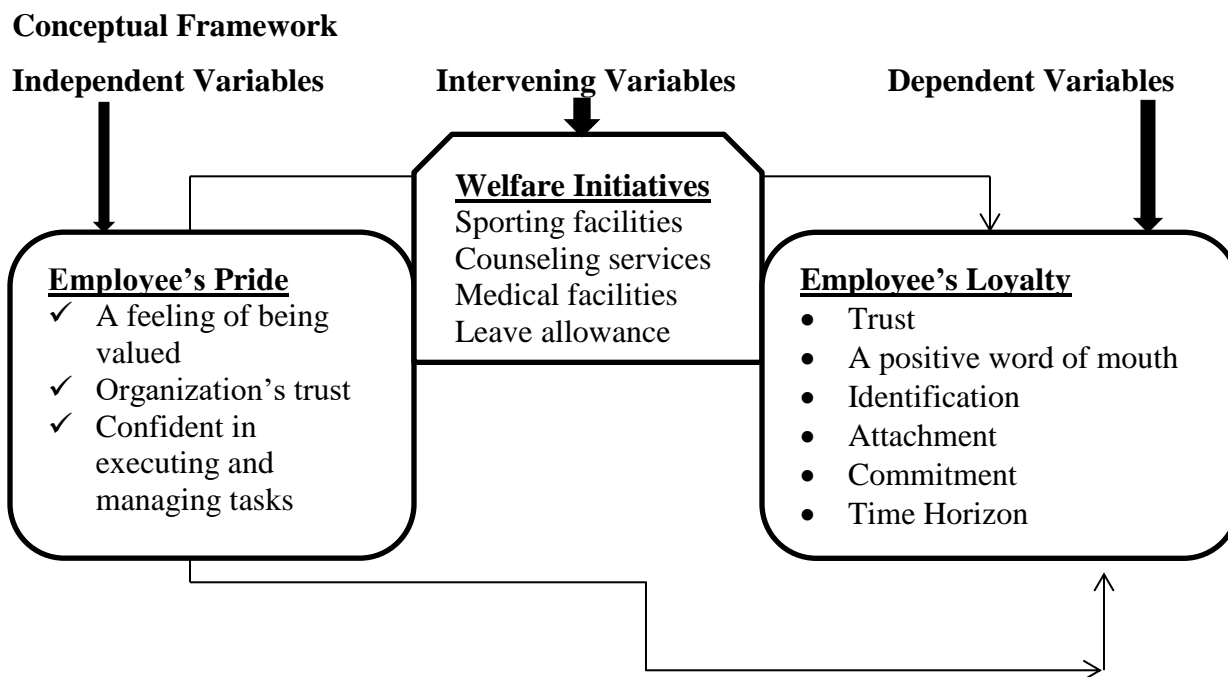 Conceptual Framework
Independent Variables
Intervening Variables
Dependent Variables
Welfare Initiatives
Sporting facilities
Counseling services
Medical facilities
Leave allowance
Employee’s Pride
✓ A feeling of being
valued
✓ Organization’s trust
✓ Confident in
executing and
managing tasks
Employee’s Loyalty
• Trust
• A positive word of mouth
• Identification
• Attachment
• Commitment
• Time Horizon